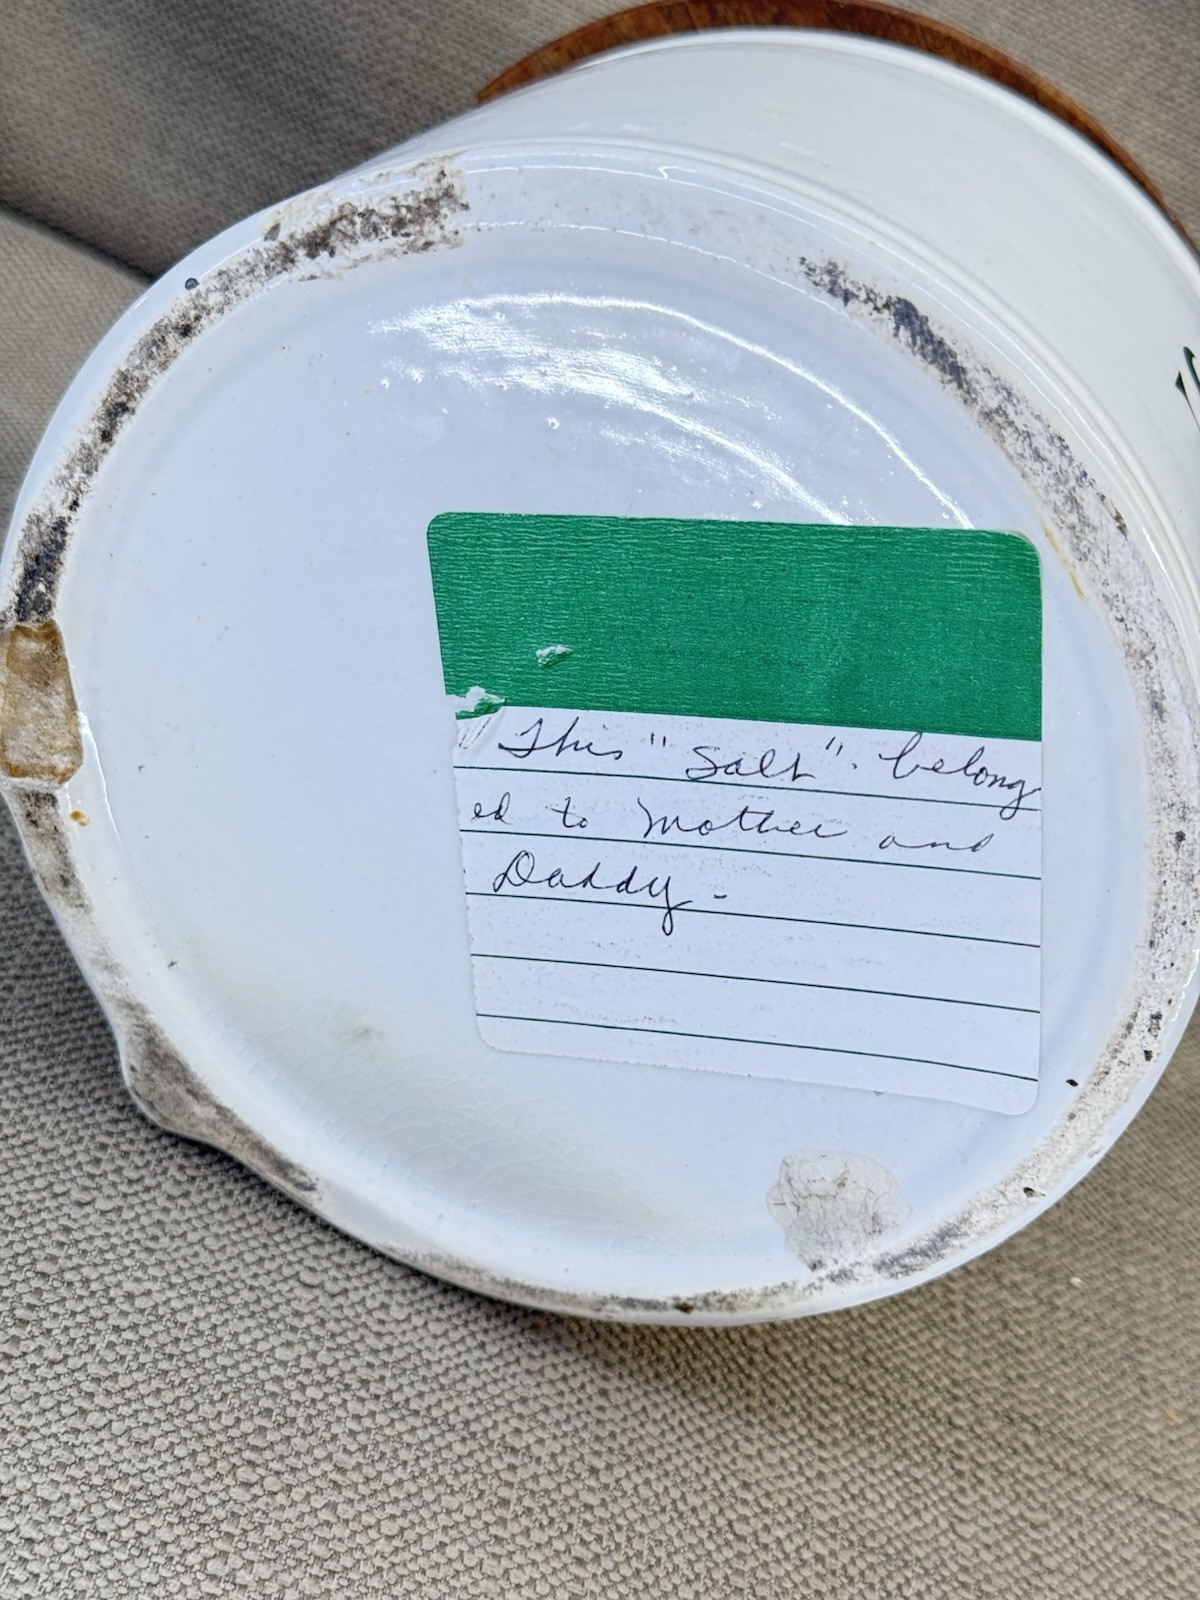 This "Salt". belong
ed to Mother and
Daddy -